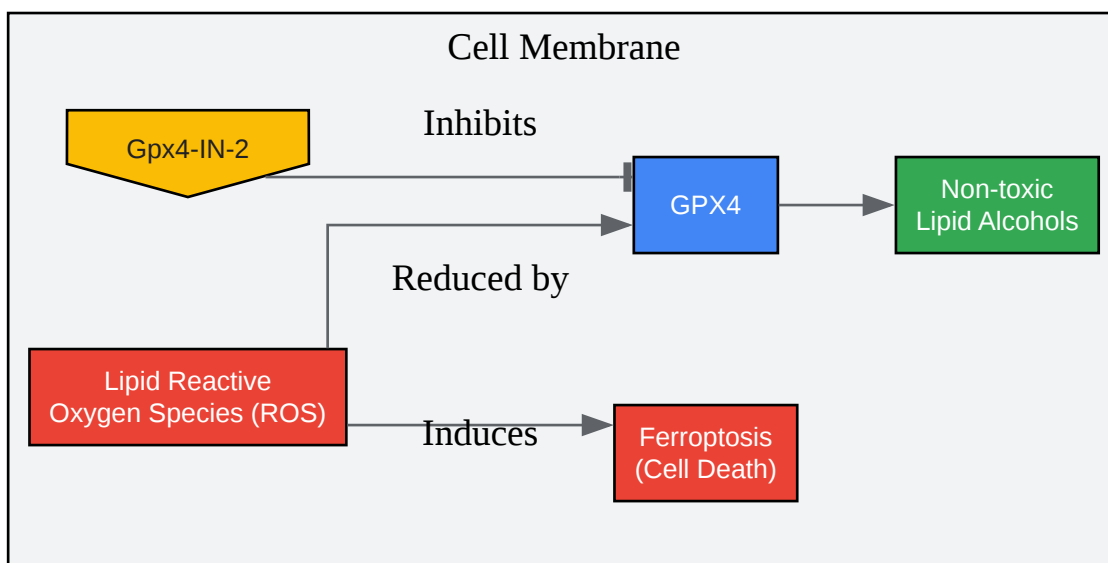 Cell Membrane
Inhibits
Gpx4-IN-2
GPX4
Non-toxic
Lipid Alcohols
Reduced by
Lipid Reactive
Oxygen Species (ROS)
Induces
Ferroptosis
(Cell Death)